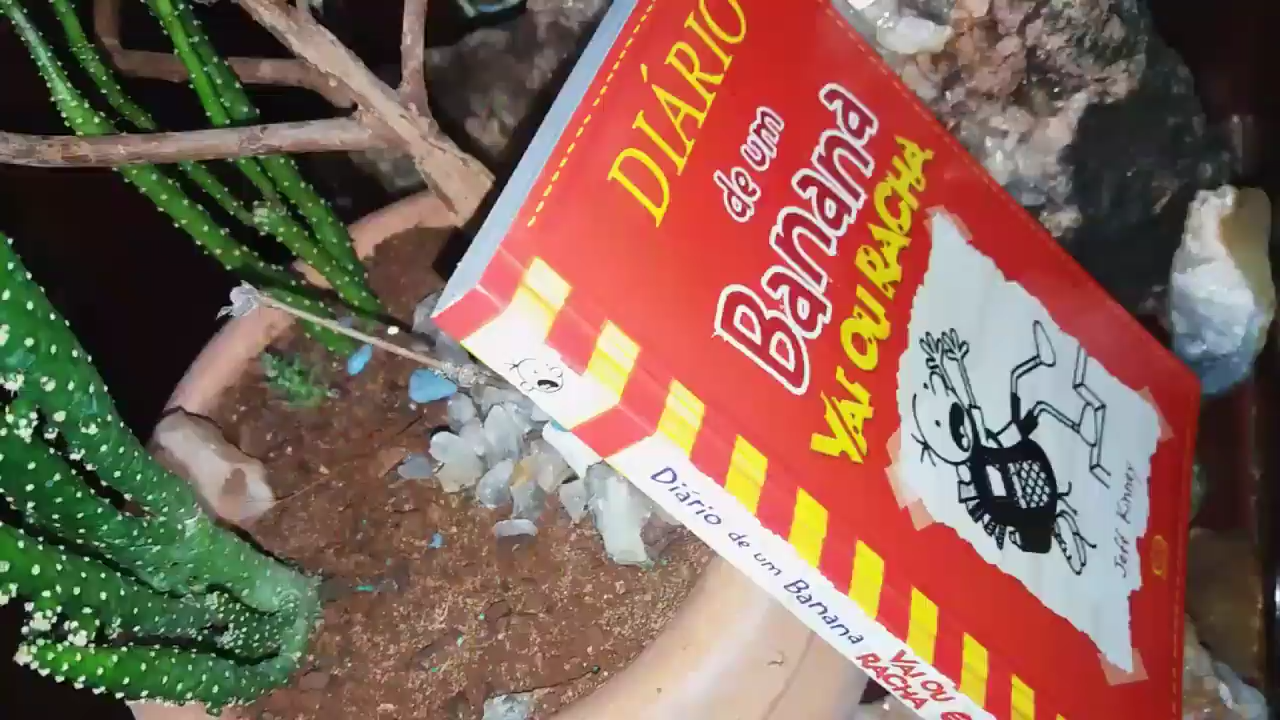 DIÁRIO
de um
Banana
VAI OU RACHA
Jeff Kinney
Diário de um Banana
VAI OU
RACHA